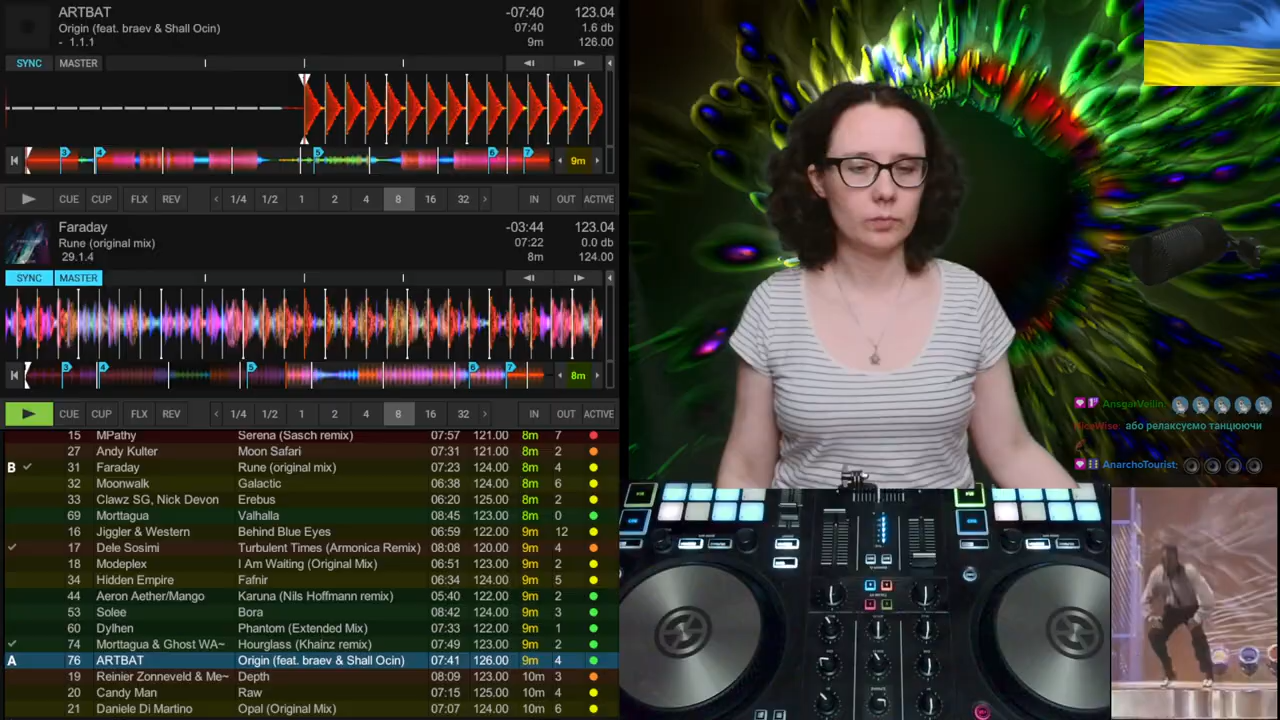 ARTBAT -07:40 123.04
Origin (feat. braev & Shall Ocin) 07:40 1.6 db
- 1.1.1 9m 126.00
SYNC MASTER
3 4 5 6 7 9m
CUE CUP FLX REV 1/4 1/2 1 2 4 8 16 32 IN OUT ACTIVE
Faraday -03:44 123.04
Rune (original mix) 07:22 0.0 db
29.1.4 8m 124.00
SYNC MASTER
3 4 5 6 7 8m
CUE CUP FLX REV 1/4 1/2 1 2 4 8 16 32 IN OUT ACTIVE
15 MPathy Serena (Sasch remix) 07:57 121.00 8m 7
27 Andy Kulter Moon Safari 07:31 121.00 8m 2
B 31 Faraday Rune (original mix) 07:23 124.00 8m 4
32 Moonwalk Galactic 06:38 124.00 8m 6
33 Clawz SG, Nick Devon Erebus 06:20 125.00 8m 2
69 Morttagua Valhalla 08:45 123.00 8m 0
16 Jiggler & Western Behind Blue Eyes 06:59 122.00 8m 12
17 Dele Sosimi Turbulent Times (Armonica Remix) 08:08 120.00 9m 4
18 Modeplex I Am Waiting (Original Mix) 06:51 123.00 9m 2
34 Hidden Empire Fafnir 06:34 124.00 9m 5
44 Aeron Aether/Mango Karuna (Nils Hoffmann remix) 05:40 122.00 9m 2
53 Solee Bora 08:42 124.00 9m 3
60 Dylhen Phantom (Extended Mix) 07:33 122.00 9m 1
74 Morttagua & Ghost WA~ Hourglass (Khainz remix) 07:49 123.00 9m 2
A 76 ARTBAT Origin (feat. braev & Shall Ocin) 07:41 126.00 9m 4
19 Reinier Zonneveld & Me~ Depth 08:09 123.00 10m 3
20 Candy Man Raw 07:15 125.00 10m 4
21 Daniele Di Martino Opal (Original Mix) 07:07 124.00 10m 6
AnsgarVellin:
NiceWise: або релаксуємо танцюючи
AnarchoTourist: